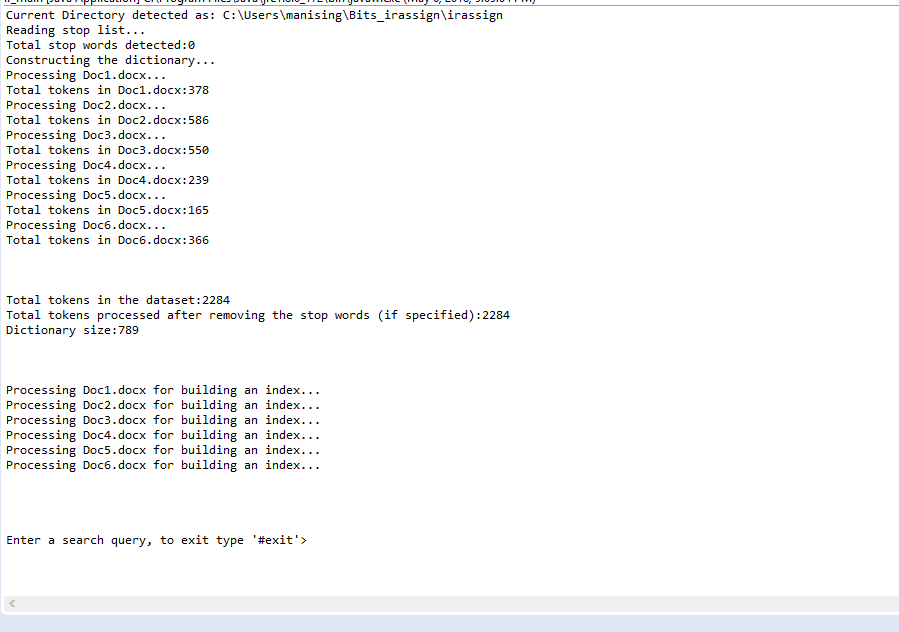 Current Directory detected as: C:\Users\manising\Bits_irassign\irassign
Reading stop list...
Total stop words detected:0
Constructing the dictionary...
Processing Doc1.docx...
Total tokens in Doc1.docx:378
Processing Doc2.docx...
Total tokens in Doc2.docx:586
Processing Doc3.docx...
Total tokens in Doc3.docx:550
Processing Doc4.docx...
Total tokens in Doc4.docx:239
Processing Doc5.docx...
Total tokens in Doc5.docx:165
Processing Doc6.docx...
Total tokens in Doc6.docx:366
Total tokens in the dataset:2284
Total tokens processed after removing the stop words (if specified):2284
Dictionary size:789
Processing Doc1.docx for building an index...
Processing Doc2.docx for building an index...
Processing Doc3.docx for building an index...
Processing Doc4.docx for building an index...
Processing Doc5.docx for building an index...
Processing Doc6.docx for building an index...
Enter a search query, to exit type '#exit'>